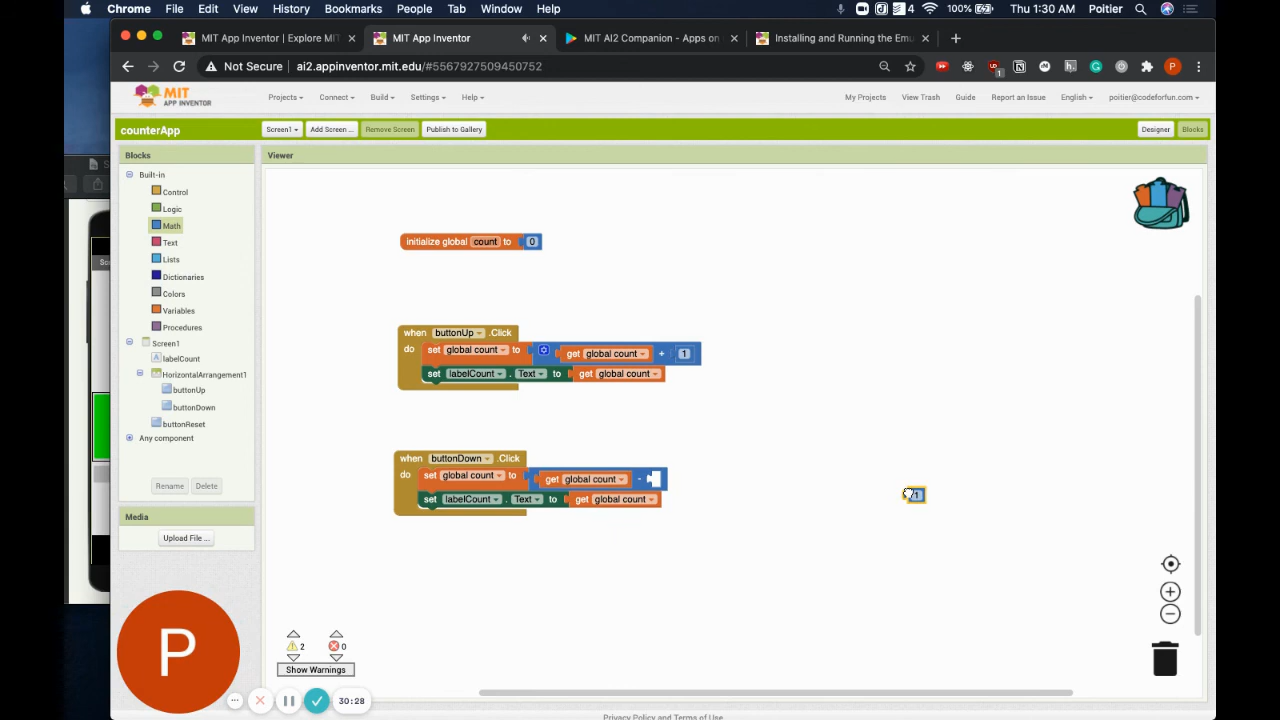 Chrome File Edit View History Bookmarks People Tab Window Help 4 100% Thu 1:30 AM Poitier
MIT App Inventor | Explore MIT
MIT App Inventor
MIT AI2 Companion - Apps on
Installing and Running the Emu
Not Secure ai2.appinventor.mit.edu/#5567927509450752
MIT
APP INVENTOR
Projects Connect Build Settings Help My Projects View Trash Guide Report an Issue English poitier@codeforfun.com
counterApp Screen1 Add Screen ... Remove Screen Publish to Gallery Designer Blocks
Blocks Viewer
Built-in
Control
Logic
Math
Text
Lists
Dictionaries
Colors
Variables
Procedures
Screen1
labelCount
HorizontalArrangement1
buttonUp
buttonDown
buttonReset
Any component
Rename Delete
Media
Upload File ...
initialize global count to 0
when buttonUp .Click
do set global count to get global count + 1
set labelCount . Text to get global count
when buttonDown .Click
do set global count to get global count -
set labelCount . Text to get global count
1
2 0
Show Warnings
P
30:28
Privacy Policy and Terms of Use